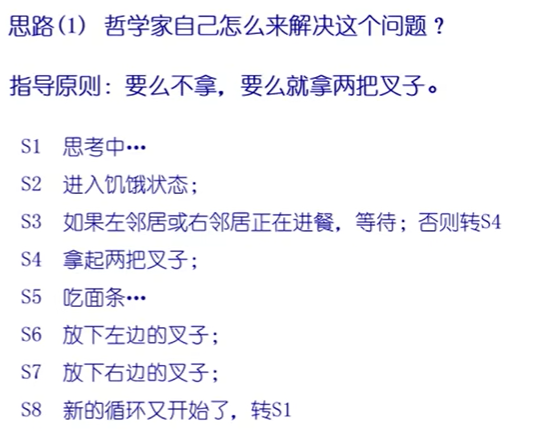 思路(1) 哲学家自己怎么来解决这个问题？
指导原则：要么不拿，要么就拿两把叉子。
S1 思考中…
S2 进入饥饿状态；
S3 如果左邻居或右邻居正在进餐，等待；否则转S4
S4 拿起两把叉子；
S5 吃面条…
S6 放下左边的叉子；
S7 放下右边的叉子；
S8 新的循环又开始了，转S1